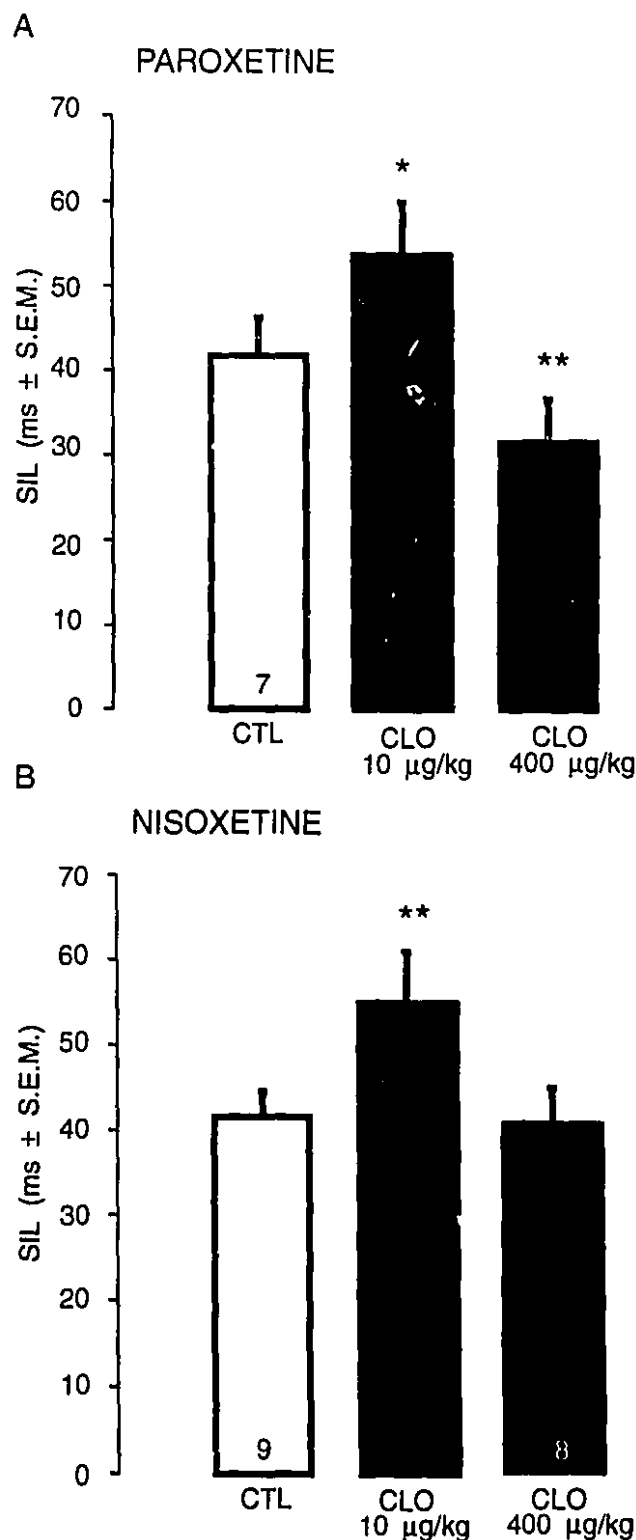 A
PAROXETINE
70
60
50
40
30
20
10
0
SIL (ms ± S.E.M.)
*
**
7
CTL
CLO
10 µg/kg
CLO
400 µg/kg
B
NISOXETINE
70
60
50
40
30
20
10
0
SIL (ms ± S.E.M.)
**
9
8
CTL
CLO
10 µg/kg
CLO
400 µg/kg